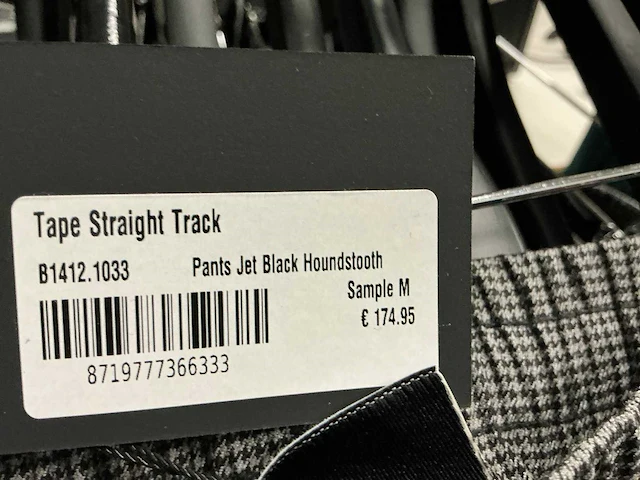 Tape Straight Track
B1412.1033 Pants Jet Black Houndstooth
Sample M
€ 174.95
8719777366333